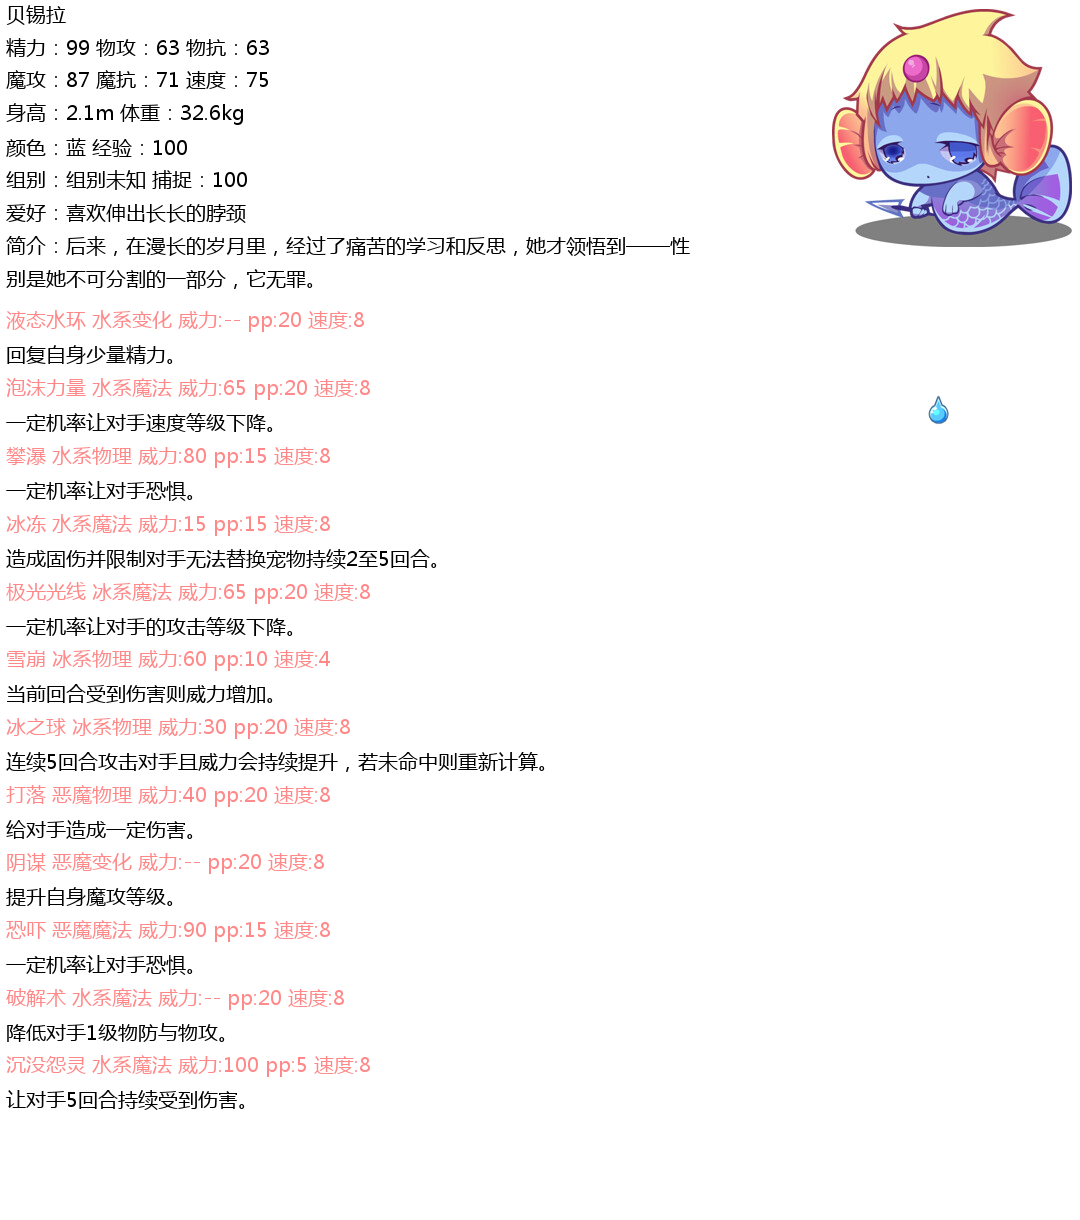 贝锡拉
精力：99 物攻：63 物抗：63
魔攻：87 魔抗：71 速度：75
身高：2.1m 体重：32.6kg
颜色：蓝 经验：100
组别：组别未知 捕捉：100
爱好：喜欢伸出长长的脖颈
简介：后来，在漫长的岁月里，经过了痛苦的学习和反思，她才领悟到——性
别是她不可分割的一部分，它无罪。
液态水环 水系变化 威力:-- pp:20 速度:8
回复自身少量精力。
泡沫力量 水系魔法 威力:65 pp:20 速度:8
一定机率让对手速度等级下降。
攀瀑 水系物理 威力:80 pp:15 速度:8
一定机率让对手恐惧。
冰冻 水系魔法 威力:15 pp:15 速度:8
造成固伤并限制对手无法替换宠物持续2至5回合。
极光光线 冰系魔法 威力:65 pp:20 速度:8
一定机率让对手的攻击等级下降。
雪崩 冰系物理 威力:60 pp:10 速度:4
当前回合受到伤害则威力增加。
冰之球 冰系物理 威力:30 pp:20 速度:8
连续5回合攻击对手且威力会持续提升，若未命中则重新计算。
打落 恶魔物理 威力:40 pp:20 速度:8
给对手造成一定伤害。
阴谋 恶魔变化 威力:-- pp:20 速度:8
提升自身魔攻等级。
恐吓 恶魔魔法 威力:90 pp:15 速度:8
一定机率让对手恐惧。
破解术 水系魔法 威力:-- pp:20 速度:8
降低对手1级物防与物攻。
沉没怨灵 水系魔法 威力:100 pp:5 速度:8
让对手5回合持续受到伤害。